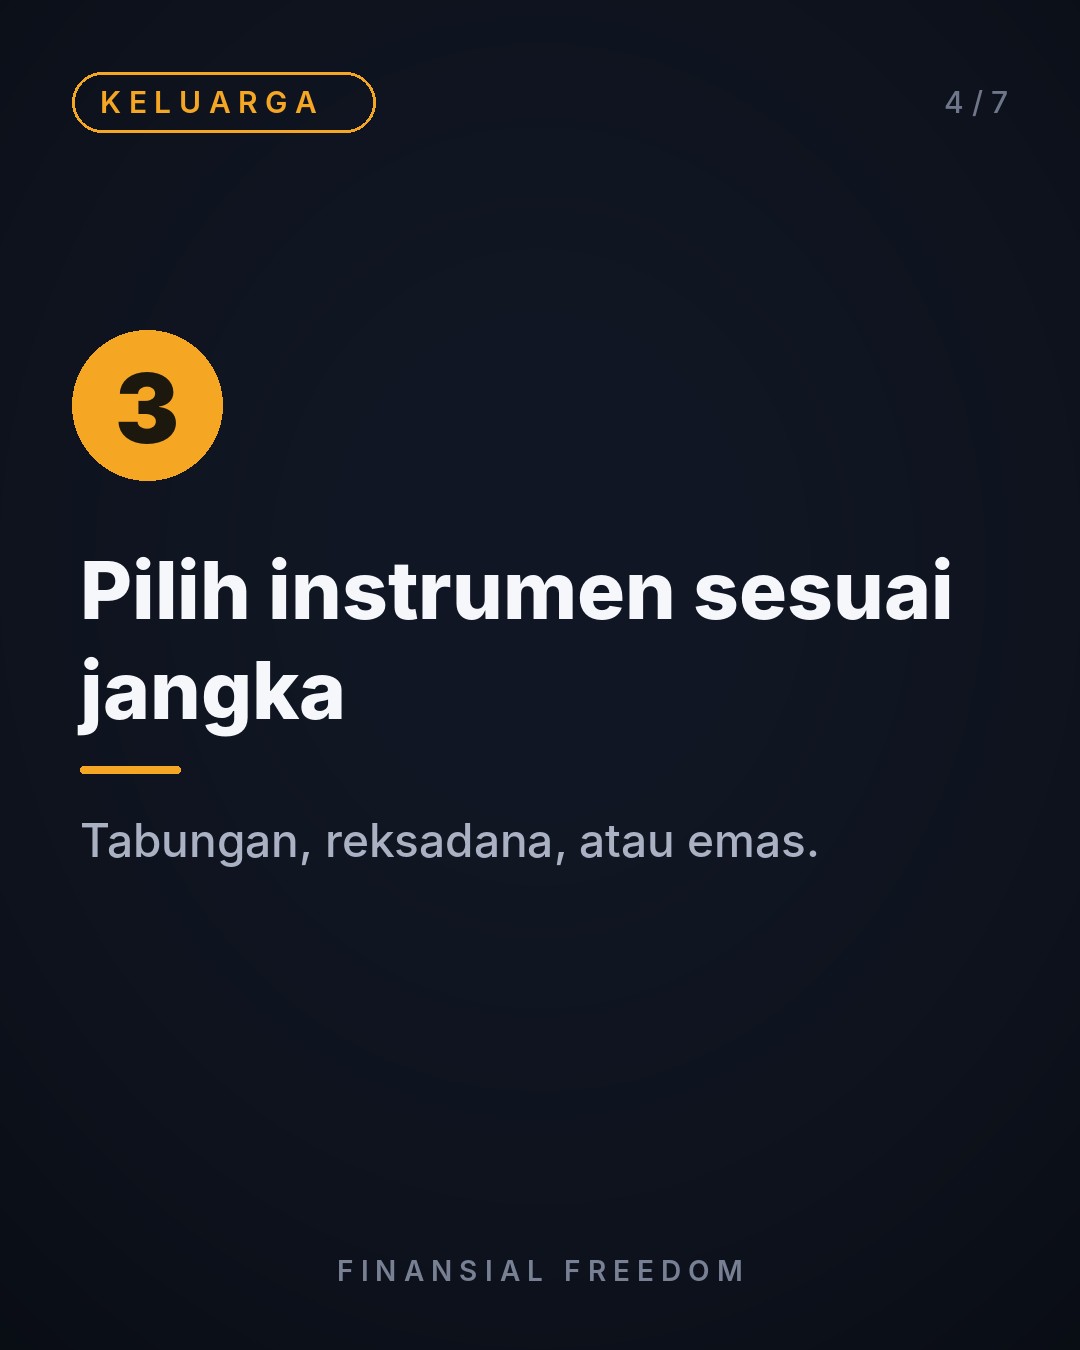 KELUARGA
4/7
3
Pilih instrumen sesuai
jangka
Tabungan, reksadana, atau emas.
FINANSIAL FREEDOM